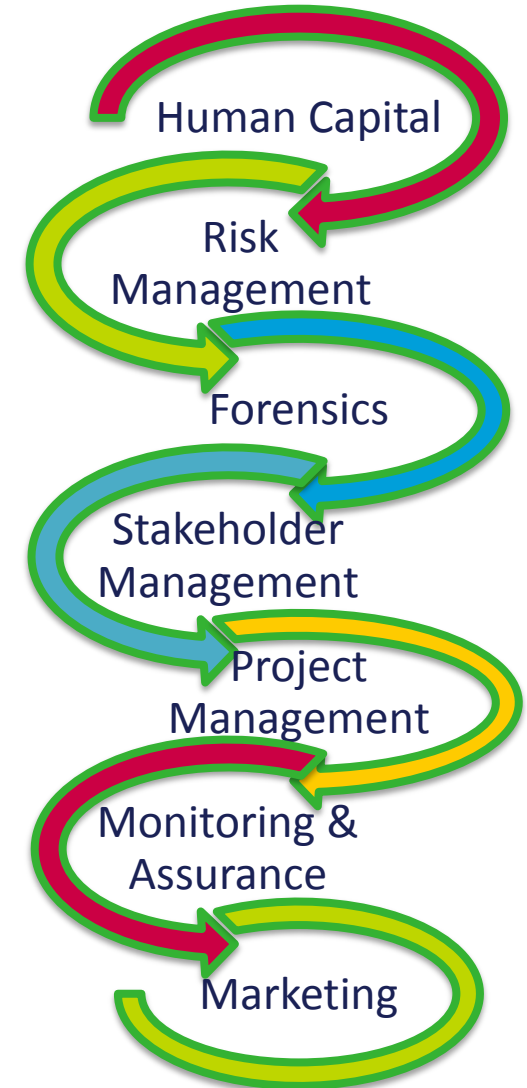 Human Capital
Risk
Management
Forensics
Stakeholder
Management
Project
Management
Monitoring &
Assurance
Marketing